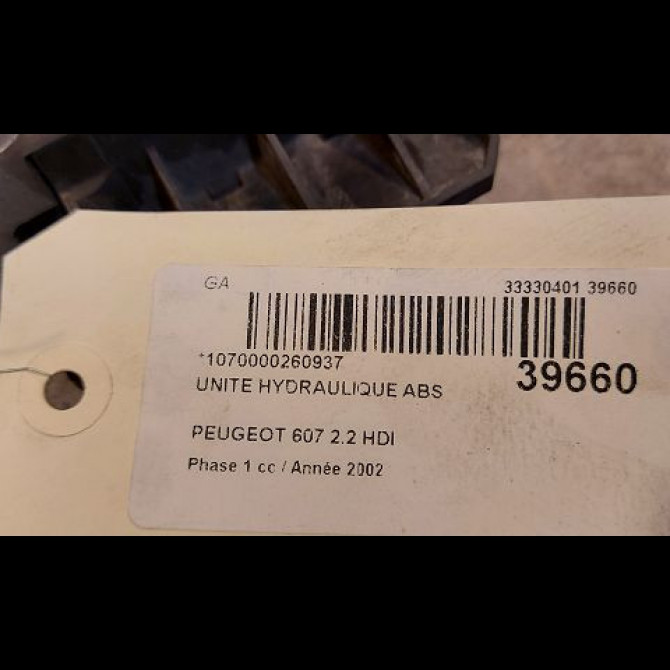 GA 33330401 39660
*1070000260937 39660
UNITE HYDRAULIQUE ABS
PEUGEOT 607 2.2 HDI
Phase 1 cc / Année 2002